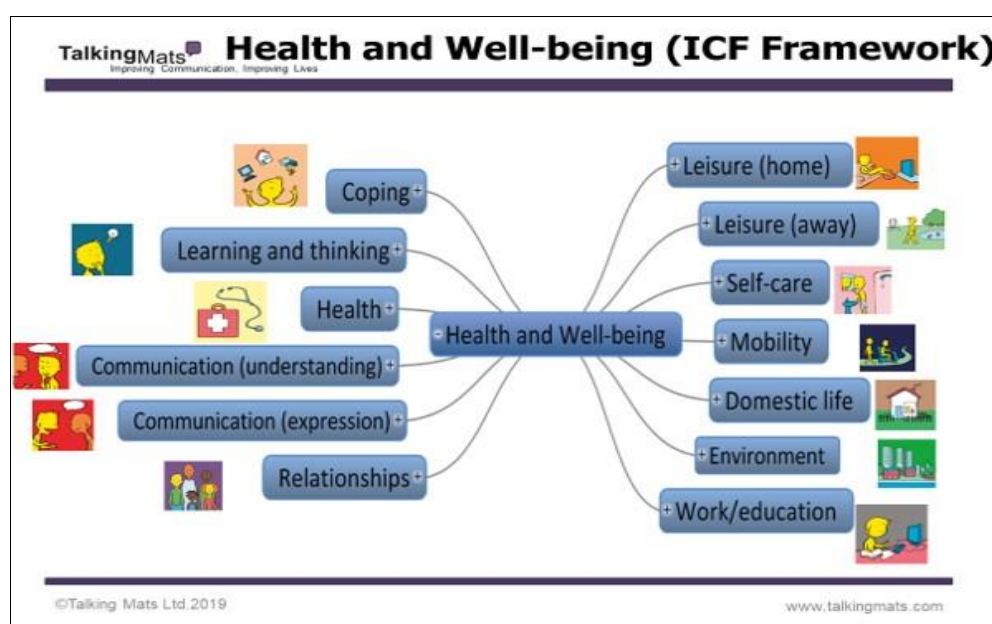 TalkingMats
Improving Communication, Improving Lives
Health and Well-being (ICF Framework)
Coping
Learning and thinking
Health
Communication (understanding)
Communication (expression)
Relationships
Health and Well-being
Leisure (home)
Leisure (away)
Self-care
Mobility
Domestic life
Environment
Work/education
©Talking Mats Ltd.2019
www.talkingmats.com